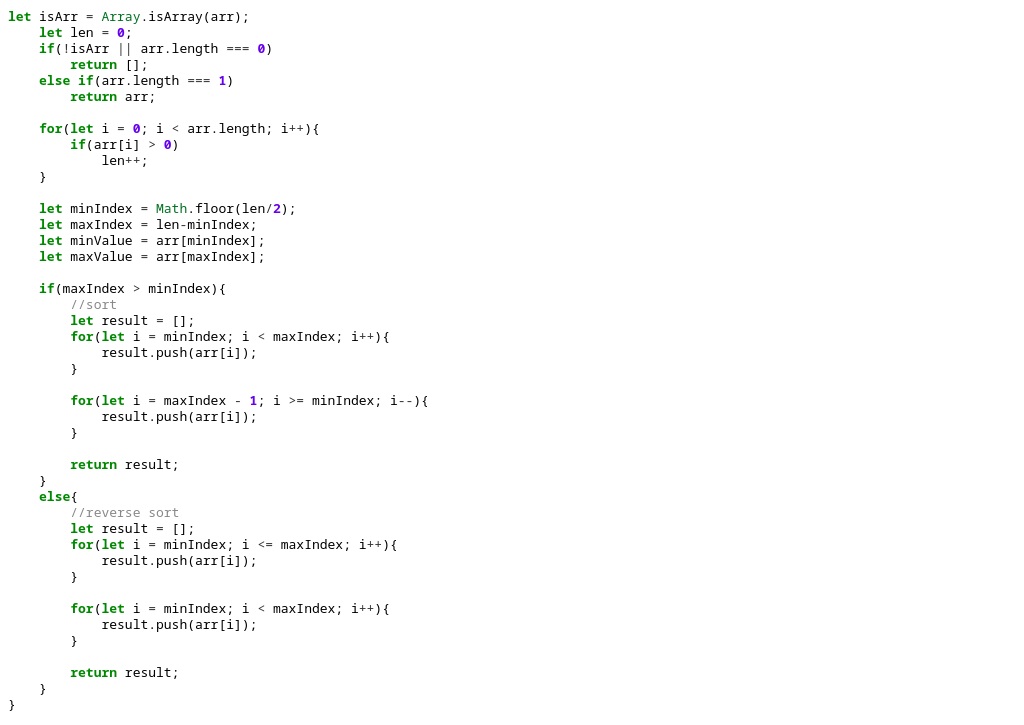 let isArr = Array.isArray(arr);
    let len = 0;
    if(!isArr || arr.length === 0)
        return [];
    else if(arr.length === 1)
        return arr;

    for(let i = 0; i < arr.length; i++){
        if(arr[i] > 0)
            len++;
    }

    let minIndex = Math.floor(len/2);
    let maxIndex = len-minIndex;
    let minValue = arr[minIndex];
    let maxValue = arr[maxIndex];

    if(maxIndex > minIndex){
        //sort
        let result = [];
        for(let i = minIndex; i < maxIndex; i++){
            result.push(arr[i]);
        }

        for(let i = maxIndex - 1; i >= minIndex; i--){
            result.push(arr[i]);
        }

        return result;
    }
    else{
        //reverse sort
        let result = [];
        for(let i = minIndex; i <= maxIndex; i++){
            result.push(arr[i]);
        }

        for(let i = minIndex; i < maxIndex; i++){
            result.push(arr[i]);
        }

        return result;
    }
}